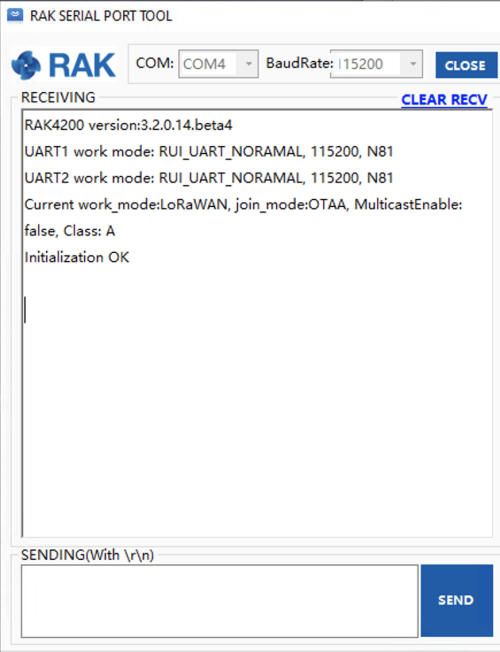 RAK SERIAL PORT TOOL
RAK COM: COM4 BaudRate: 115200 CLOSE
RECEIVING CLEAR RECV
RAK4200 version:3.2.0.14.beta4
UART1 work mode: RUI_UART_NORAMAL, 115200, N81
UART2 work mode: RUI_UART_NORAMAL, 115200, N81
Current work_mode:LoRaWAN, join_mode:OTAA, MulticastEnable:
false, Class: A
Initialization OK
SENDING(With \r\n)
SEND